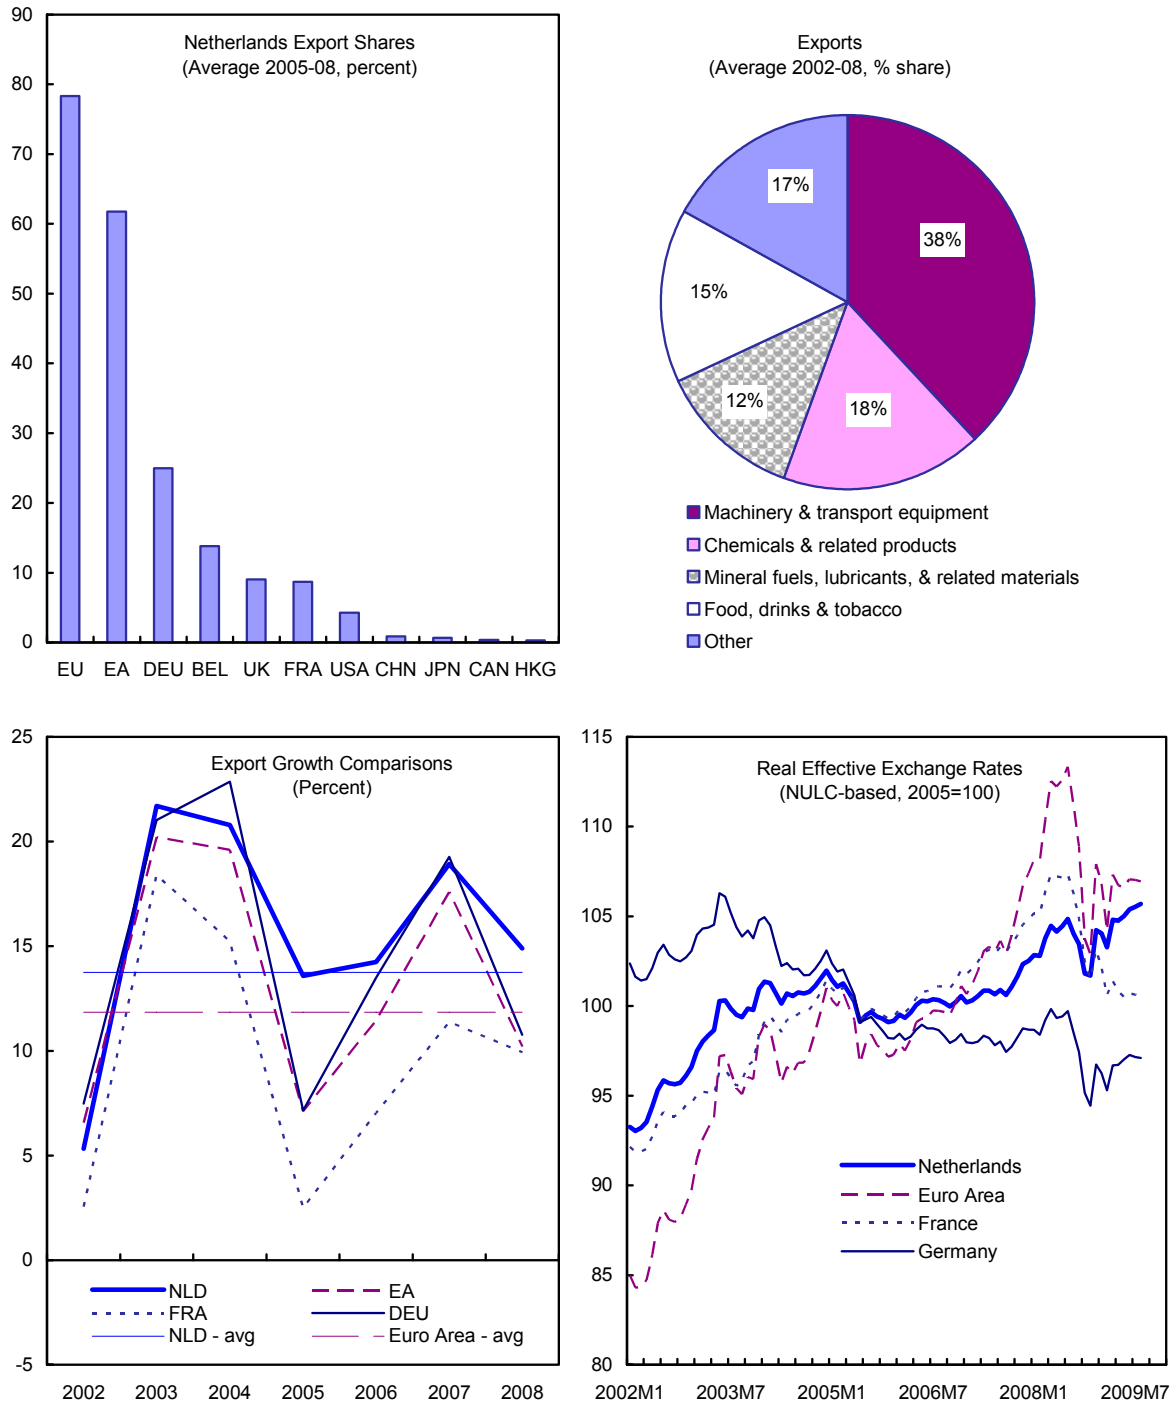 Netherlands Export Shares
(Average 2005-08, percent)
90
80
70
60
50
40
30
20
10
0
EU EA DEU BEL UK FRA USA CHN JPN CAN HKG
Exports
(Average 2002-08, % share)
17%
38%
15%
12%
18%
Machinery & transport equipment
Chemicals & related products
Mineral fuels, lubricants, & related materials
Food, drinks & tobacco
Other
Export Growth Comparisons
(Percent)
25
20
15
10
5
0
-5
NLD EA
FRA DEU
NLD - avg Euro Area - avg
2002 2003 2004 2005 2006 2007 2008
Real Effective Exchange Rates
(NULC-based, 2005=100)
115
110
105
100
95
90
85
80
Netherlands
Euro Area
France
Germany
2002M1 2003M7 2005M1 2006M7 2008M1 2009M7